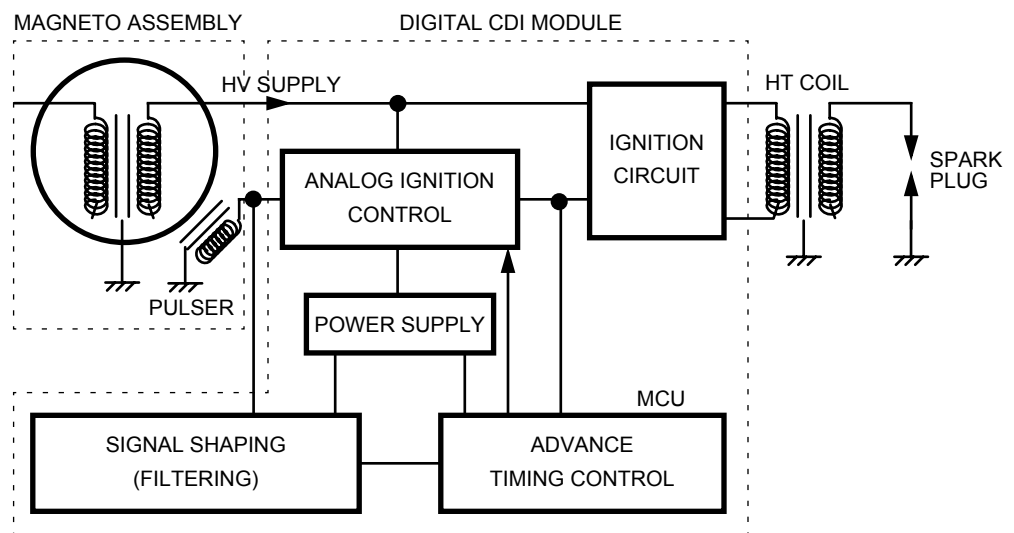 MAGNETO ASSEMBLY
DIGITAL CDI MODULE
HV SUPPLY
HT COIL
IGNITION
CIRCUIT
SPARK
PLUG
ANALOG IGNITION
CONTROL
PULSER
POWER SUPPLY
MCU
SIGNAL SHAPING
(FILTERING)
ADVANCE
TIMING CONTROL